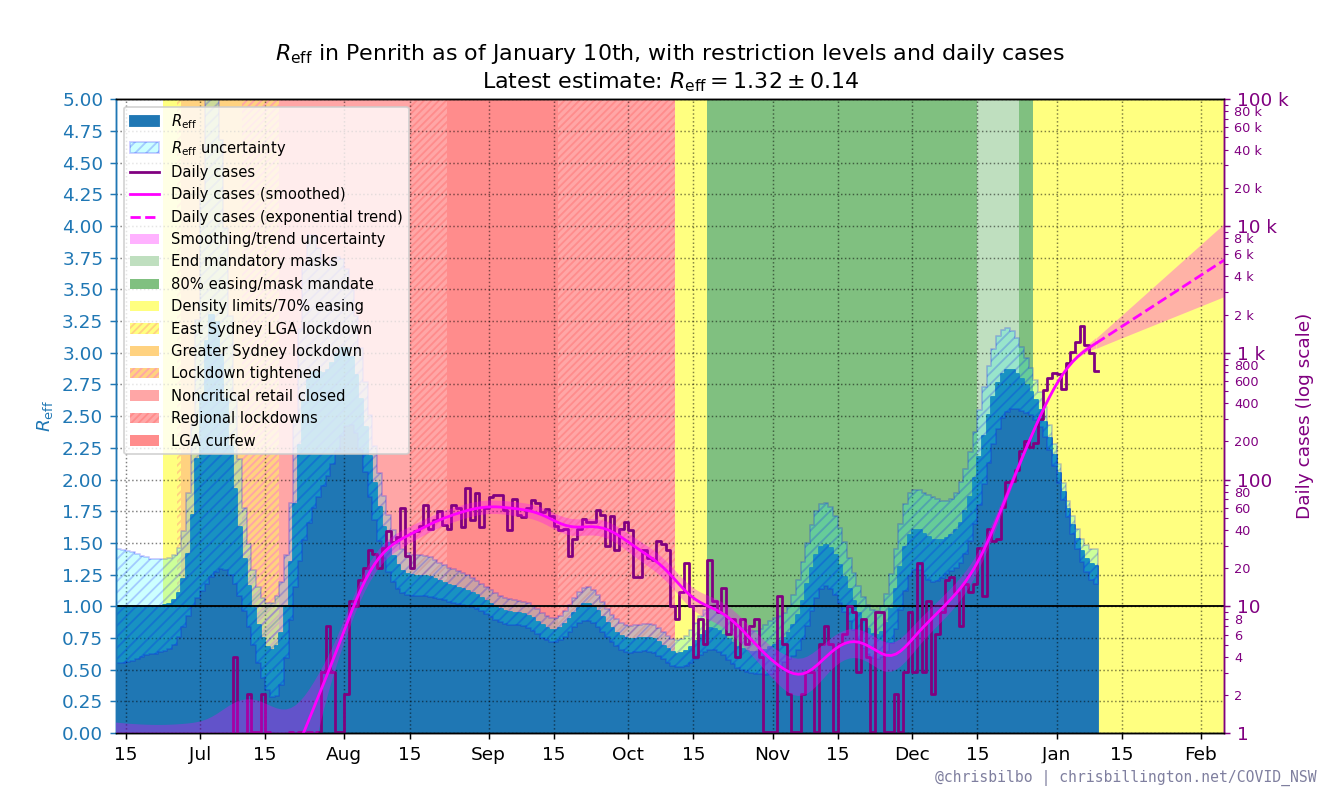 Reff in Penrith as of January 10th, with restriction levels and daily cases
Latest estimate: Reff = 1.32 ± 0.14
5.00
4.75
4.50
4.25
4.00
3.75
3.50
3.25
3.00
2.75
2.50
2.25
2.00
1.75
1.50
1.25
1.00
0.75
0.50
0.25
0.00
Reff
Reff
Reff uncertainty
Daily cases
Daily cases (smoothed)
Daily cases (exponential trend)
Smoothing/trend uncertainty
End mandatory masks
80% easing/mask mandate
Density limits/70% easing
East Sydney LGA lockdown
Greater Sydney lockdown
Lockdown tightened
Noncritical retail closed
Regional lockdowns
LGA curfew
100 k
80 k
60 k
40 k
20 k
10 k
8 k
6 k
4 k
2 k
1 k
800
600
400
200
100
80
60
40
20
10
8
6
4
2
1
Daily cases (log scale)
15 Jul 15 Aug 15 Sep 15 Oct 15 Nov 15 Dec 15 Jan 15 Feb
@chrisbilbo | chrisbillington.net/COVID_NSW